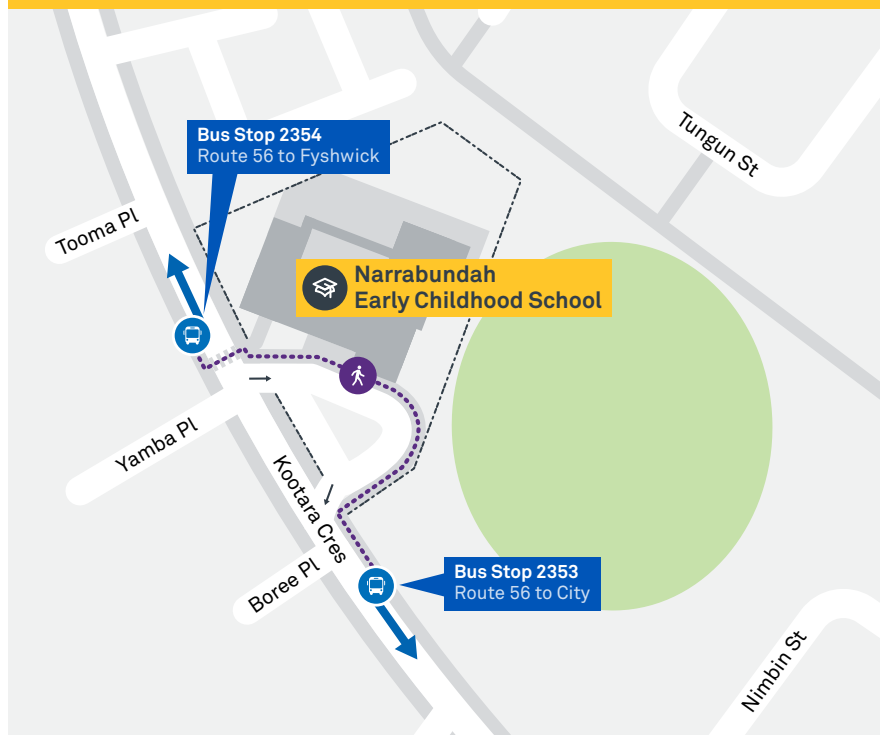 Bus Stop 2354
Route 56 to Fyshwick
Tungun St
Tooma Pl
Narrabundah
Early Childhood School
Yamba Pl
Kootara Cres
Boree Pl
Bus Stop 2353
Route 56 to City
Nimbin St